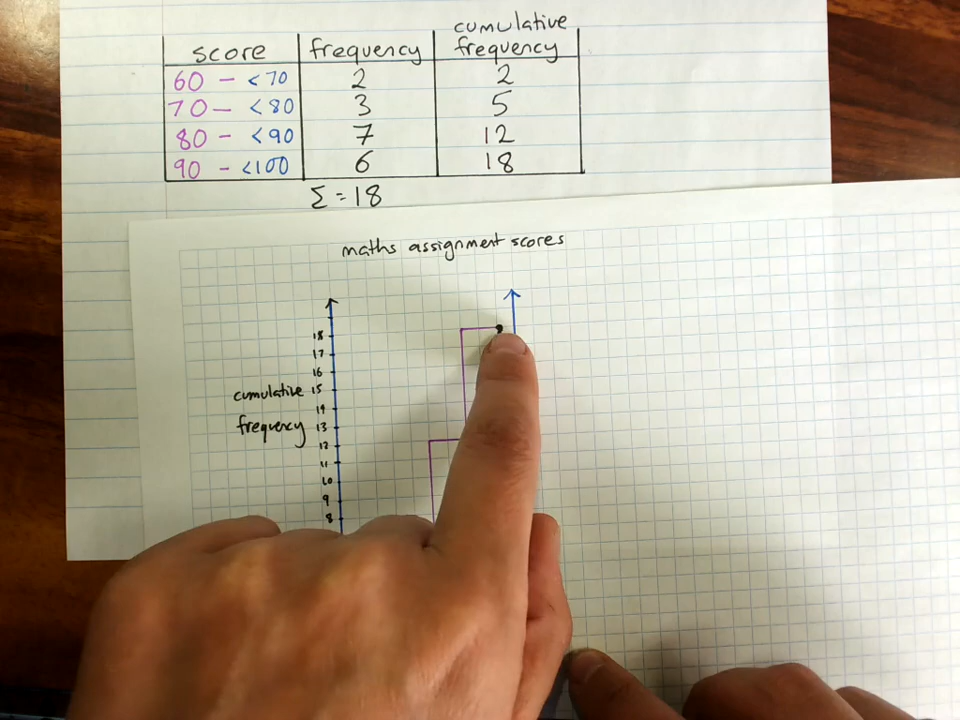 score frequency cumulative frequency
60 - <70 2 2
70 - <80 3 5
80 - <90 7 12
90 - <100 6 18
Σ = 18
maths assignment scores
18
17
16
cumulative 15
14
frequency 13
12
11
10
9
8